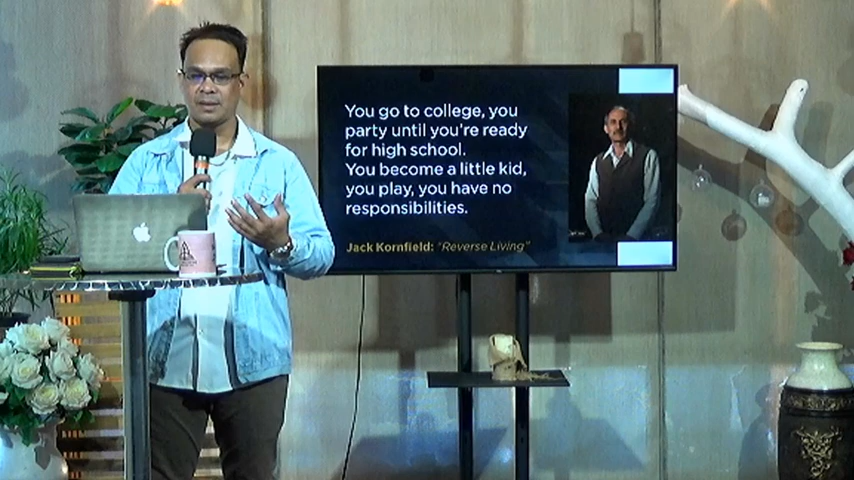 You go to college, you
party until you're ready
for high school.
You become a little kid,
you play, you have no
responsibilities.
Jack Kornfield: "Reverse Living"